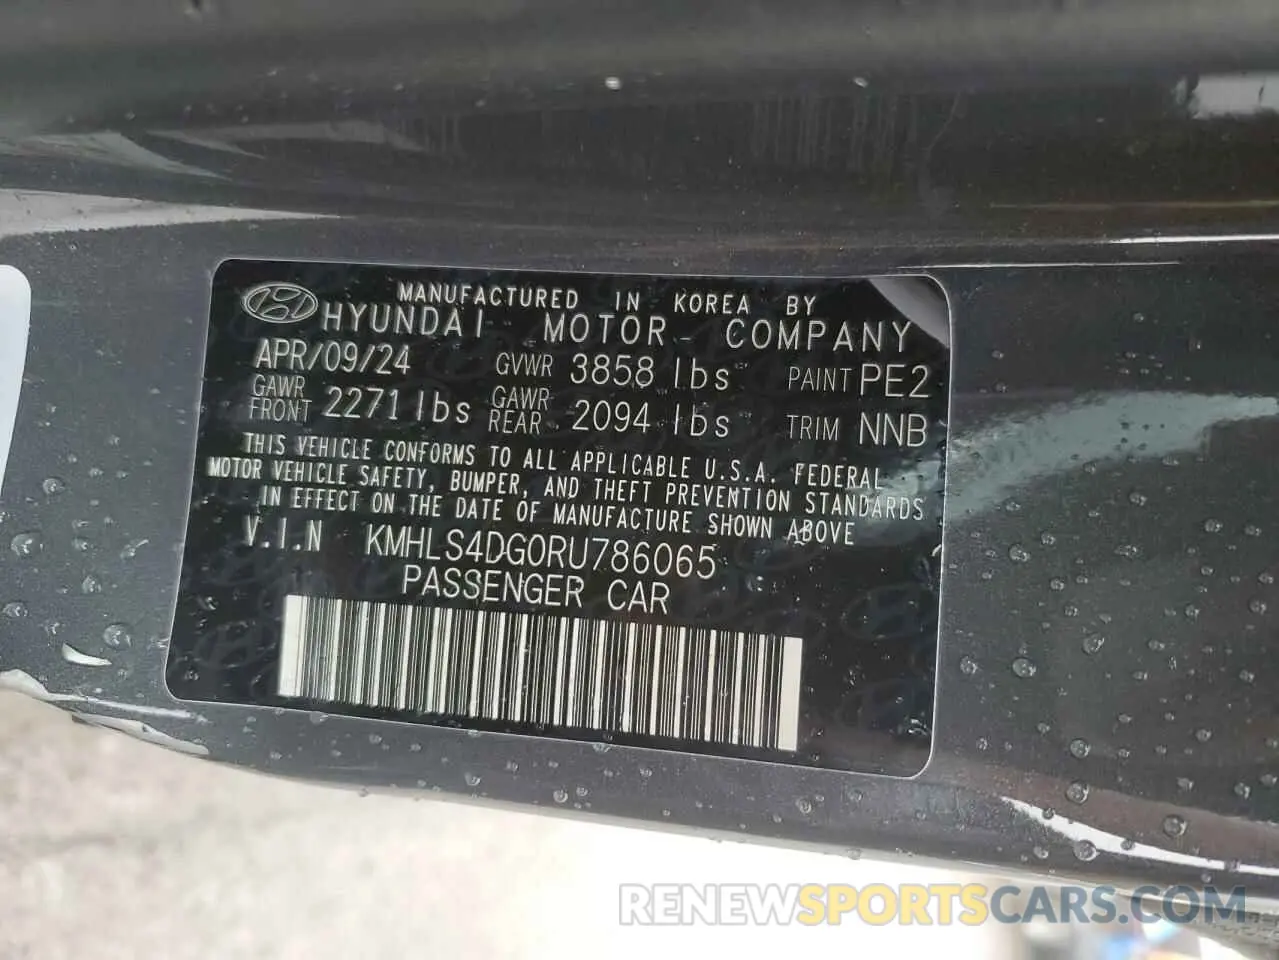 MANUFACTURED IN KOREA BY
HYUNDAI MOTOR COMPANY
APR/09/24 GVWR 3858 lbs PAINT PE2
GAWR FRONT 2271 lbs GAWR REAR 2094 lbs TRIM NNB
THIS VEHICLE CONFORMS TO ALL APPLICABLE U.S.A. FEDERAL
MOTOR VEHICLE SAFETY, BUMPER, AND THEFT PREVENTION STANDARDS
IN EFFECT ON THE DATE OF MANUFACTURE SHOWN ABOVE
V.I.N KMHLS4DG0RU786065
PASSENGER CAR
RENEWSPORTSCARS.COM